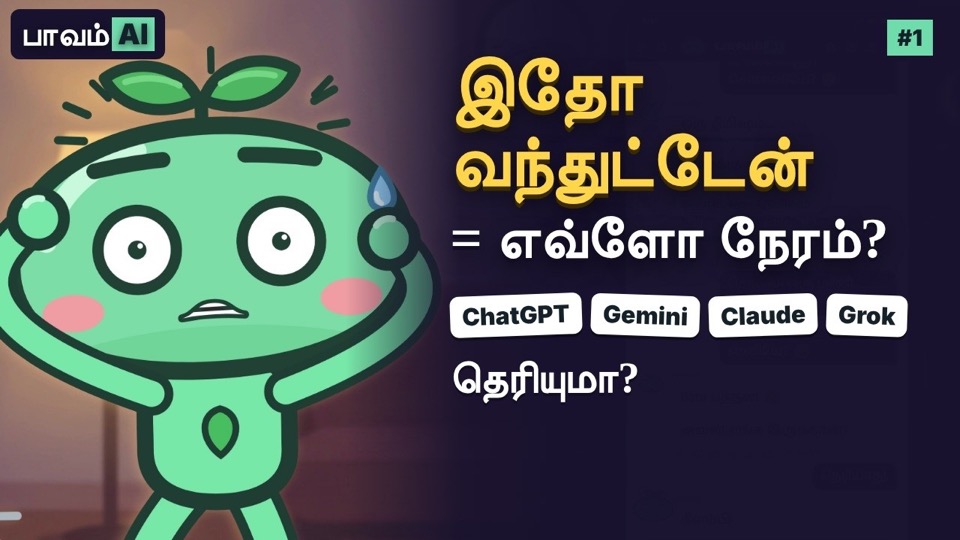 பாவம் AI
#1
இதோ
வந்துட்டேன்
= எவ்ளோ நேரம்?
ChatGPT Gemini Claude Grok
தெரியுமா?